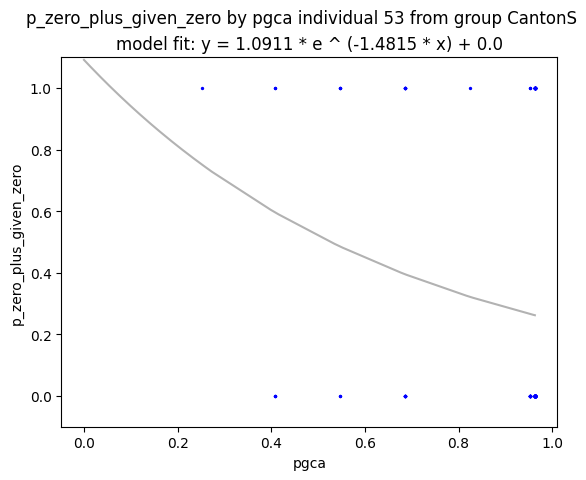 p_zero_plus_given_zero by pgca individual 53 from group CantonS
model fit: y = 1.0911 * e ^ (-1.4815 * x) + 0.0
1.0
0.8
0.6
0.4
0.2
0.0
p_zero_plus_given_zero
0.0 0.2 0.4 0.6 0.8 1.0
pgca